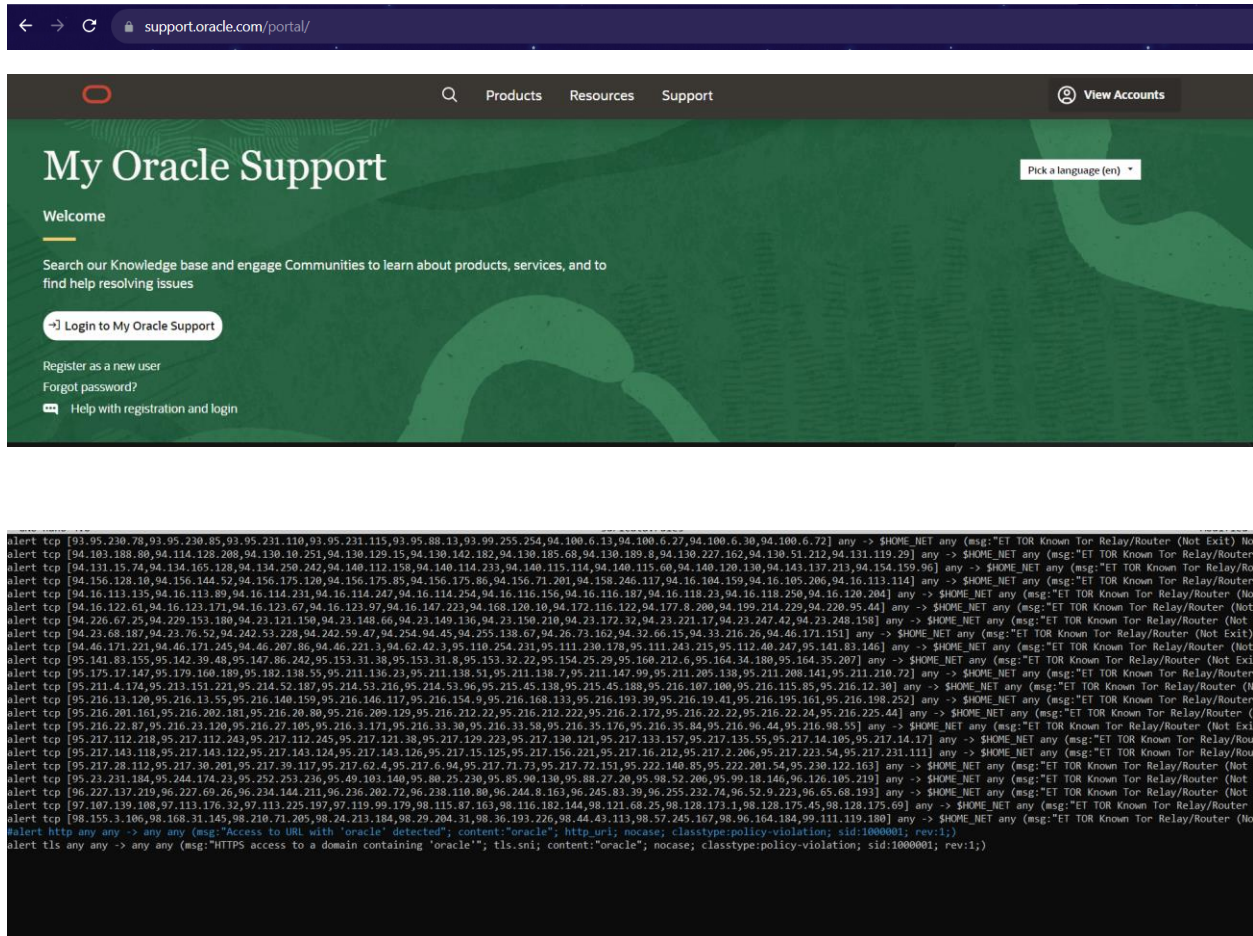 support.oracle.com/portal/
Products Resources Support View Accounts
My Oracle Support
Pick a language (en)
Welcome
Search our Knowledge base and engage Communities to learn about products, services, and to
find help resolving issues
Login to My Oracle Support
Register as a new user
Forgot password?
Help with registration and login
alert tcp [93.95.230.78,93.95.230.85,93.95.231.110,93.95.231.115,93.95.88.13,93.99.255.254,94.100.6.13,94.100.6.27,94.100.6.30,94.100.6.72] any -> $HOME_NET any (msg:"ET TOR Known Tor Relay/Router (Not Exit) No
alert tcp [94.103.188.80,94.114.128.208,94.130.10.251,94.130.129.15,94.130.142.182,94.130.185.68,94.130.189.8,94.130.227.162,94.130.51.212,94.131.119.29] any -> $HOME_NET any (msg:"ET TOR Known Tor Relay/Router
alert tcp [94.131.15.74,94.134.165.128,94.134.250.242,94.140.112.158,94.140.114.233,94.140.115.114,94.140.115.60,94.140.120.130,94.143.137.213,94.154.159.96] any -> $HOME_NET any (msg:"ET TOR Known Tor Relay/Ro
alert tcp [94.156.128.10,94.156.144.52,94.156.175.120,94.156.175.85,94.156.175.86,94.156.71.201,94.158.246.117,94.16.104.159,94.16.105.206,94.16.113.114] any -> $HOME_NET any (msg:"ET TOR Known Tor Relay/Router
alert tcp [94.16.113.135,94.16.113.89,94.16.114.231,94.16.114.247,94.16.114.254,94.16.116.156,94.16.116.187,94.16.118.23,94.16.118.250,94.16.120.204] any -> $HOME_NET any (msg:"ET TOR Known Tor Relay/Router (No
alert tcp [94.16.122.61,94.16.123.171,94.16.123.67,94.16.123.97,94.16.147.223,94.168.120.10,94.172.116.122,94.177.8.200,94.199.214.229,94.220.95.44] any -> $HOME_NET any (msg:"ET TOR Known Tor Relay/Router (Not
alert tcp [94.226.67.25,94.229.153.180,94.23.121.150,94.23.148.66,94.23.149.136,94.23.150.210,94.23.172.32,94.23.221.17,94.23.247.42,94.23.248.158] any -> $HOME_NET any (msg:"ET TOR Known Tor Relay/Router (Not
alert tcp [94.23.68.187,94.23.76.52,94.242.53.228,94.242.59.47,94.254.94.45,94.255.138.67,94.26.73.162,94.32.66.15,94.33.216.26,94.46.171.151] any -> $HOME_NET any (msg:"ET TOR Known Tor Relay/Router (Not Exit)
alert tcp [94.46.171.221,94.46.171.245,94.46.207.86,94.46.221.3,94.62.42.3,95.110.254.231,95.111.230.178,95.111.243.215,95.112.40.247,95.141.83.146] any -> $HOME_NET any (msg:"ET TOR Known Tor Relay/Router (Not
alert tcp [95.141.83.155,95.142.39.48,95.147.86.242,95.153.31.38,95.153.31.8,95.153.32.22,95.154.25.29,95.160.212.6,95.164.34.180,95.164.35.207] any -> $HOME_NET any (msg:"ET TOR Known Tor Relay/Router (Not Exi
alert tcp [95.175.17.147,95.179.160.189,95.182.138.55,95.211.136.23,95.211.138.51,95.211.138.7,95.211.147.99,95.211.205.138,95.211.208.141,95.211.210.72] any -> $HOME_NET any (msg:"ET TOR Known Tor Relay/Router
alert tcp [95.211.4.174,95.213.151.221,95.214.52.187,95.214.53.216,95.214.53.96,95.215.45.138,95.215.45.188,95.216.107.100,95.216.115.85,95.216.12.30] any -> $HOME_NET any (msg:"ET TOR Known Tor Relay/Router (N
alert tcp [95.216.13.120,95.216.13.55,95.216.140.159,95.216.146.117,95.216.154.9,95.216.168.133,95.216.193.39,95.216.19.41,95.216.195.161,95.216.198.252] any -> $HOME_NET any (msg:"ET TOR Known Tor Relay/Router
alert tcp [95.216.201.161,95.216.202.181,95.216.20.80,95.216.209.129,95.216.212.22,95.216.212.222,95.216.2.172,95.216.22.22,95.216.22.24,95.216.225.44] any -> $HOME_NET any (msg:"ET TOR Known Tor Relay/Router (
alert tcp [95.216.22.87,95.216.23.120,95.216.27.105,95.216.3.171,95.216.33.30,95.216.33.58,95.216.35.176,95.216.35.84,95.216.96.44,95.216.98.55] any -> $HOME_NET any (msg:"ET TOR Known Tor Relay/Router (Not Exi
alert tcp [95.217.112.218,95.217.112.243,95.217.112.245,95.217.121.38,95.217.129.223,95.217.130.121,95.217.133.157,95.217.135.55,95.217.14.105,95.217.14.17] any -> $HOME_NET any (msg:"ET TOR Known Tor Relay/Rou
alert tcp [95.217.143.118,95.217.143.122,95.217.143.124,95.217.143.126,95.217.15.125,95.217.156.221,95.217.16.212,95.217.2.206,95.217.223.54,95.217.231.111] any -> $HOME_NET any (msg:"ET TOR Known Tor Relay/Rou
alert tcp [95.217.28.112,95.217.30.201,95.217.39.117,95.217.62.4,95.217.6.94,95.217.71.73,95.217.72.151,95.222.140.85,95.222.201.54,95.230.122.163] any -> $HOME_NET any (msg:"ET TOR Known Tor Relay/Router (Not
alert tcp [95.23.231.184,95.244.174.23,95.252.253.236,95.49.103.140,95.80.25.230,95.85.90.130,95.88.27.20,95.98.52.206,95.99.18.146,96.126.105.219] any -> $HOME_NET any (msg:"ET TOR Known Tor Relay/Router (Not
alert tcp [96.227.137.219,96.227.69.26,96.234.144.211,96.236.202.72,96.238.110.80,96.244.8.163,96.245.83.39,96.255.232.74,96.52.9.223,96.65.68.193] any -> $HOME_NET any (msg:"ET TOR Known Tor Relay/Router (Not
alert tcp [97.107.139.108,97.113.176.32,97.113.225.197,97.119.99.179,98.115.87.163,98.116.182.144,98.121.68.25,98.128.173.1,98.128.175.45,98.128.175.69] any -> $HOME_NET any (msg:"ET TOR Known Tor Relay/Router
alert tcp [98.155.3.106,98.168.31.145,98.210.71.205,98.24.213.184,98.29.204.31,98.36.193.226,98.44.43.113,98.57.245.167,98.96.164.184,99.111.119.180] any -> $HOME_NET any (msg:"ET TOR Known Tor Relay/Router (No
#alert http any any -> any any (msg:"Access to URL with 'oracle' detected"; content:"oracle"; http_uri; nocase; classtype:policy-violation; sid:1000001; rev:1;)
alert tls any any -> any any (msg:"HTTPS access to a domain containing 'oracle'"; tls.sni; content:"oracle"; nocase; classtype:policy-violation; sid:1000001; rev:1;)